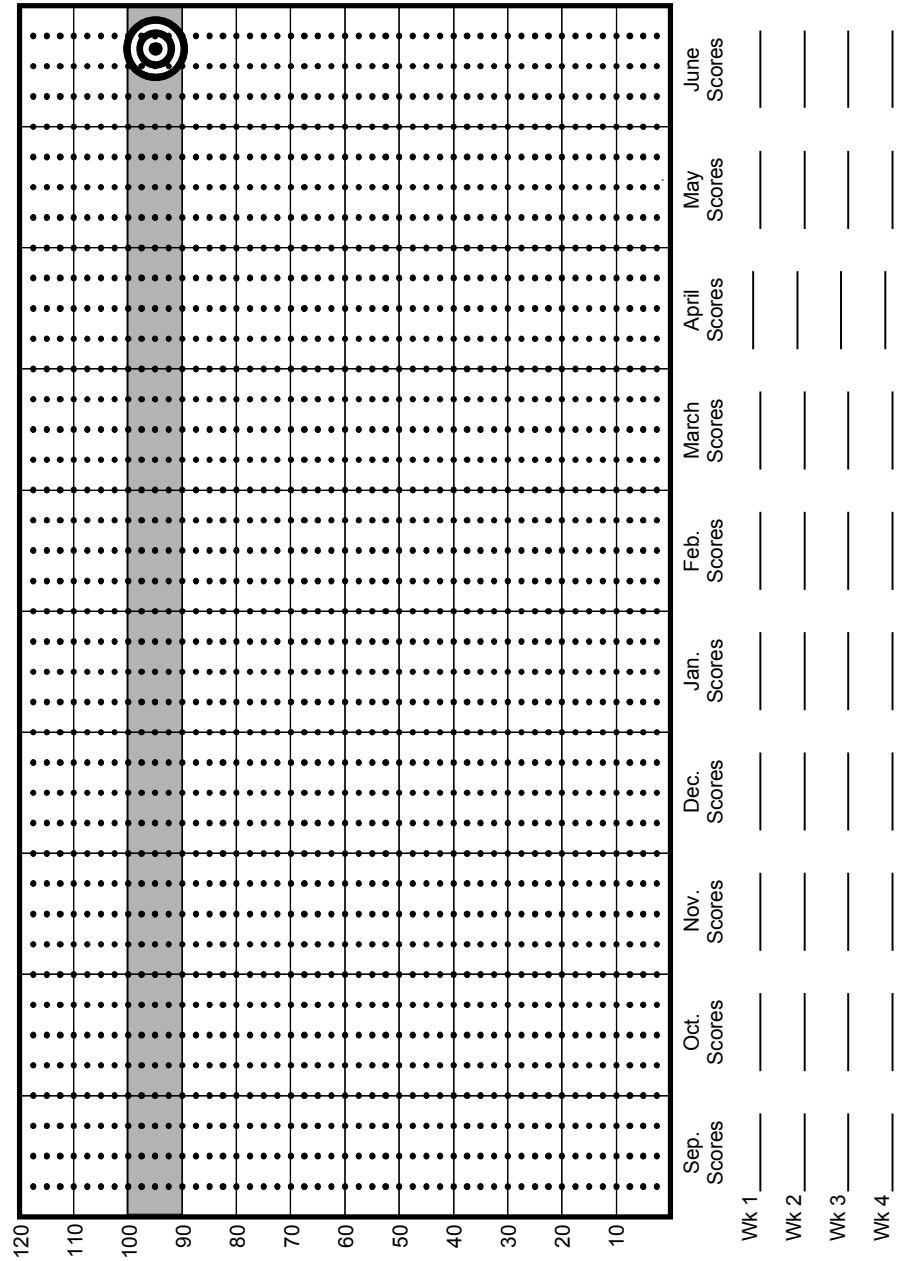 120
110
100
90
80
70
60
50
40
30
20
10
Sep.
Scores
Oct.
Scores
Nov.
Scores
Dec.
Scores
Jan.
Scores
Feb.
Scores
March
Scores
April
Scores
May
Scores
June
Scores
Wk 1
Wk 2
Wk 3
Wk 4